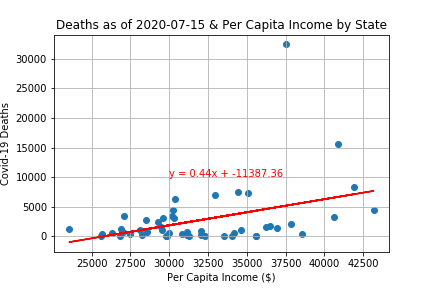 Deaths as of 2020-07-15 & Per Capita Income by State
30000
25000
20000
15000
10000
5000
0
Covid-19 Deaths
y = 0.44x + -11387.36
25000 27500 30000 32500 35000 37500 40000 42500
Per Capita Income ($)